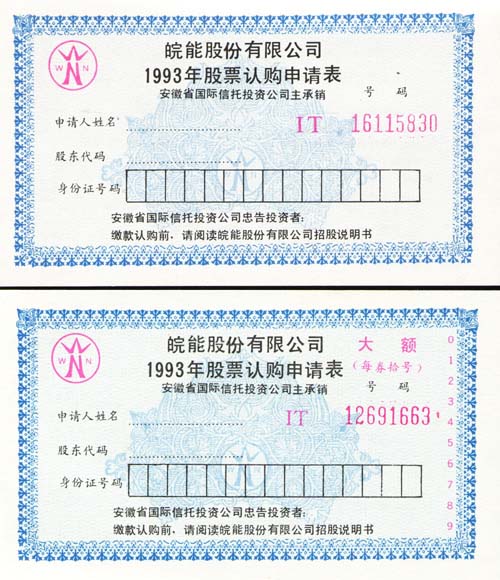 W N
皖能股份有限公司
1993年股票认购申请表
安徽省国际信托投资公司主承销
号 码
申请人姓名
IT 16115830
股东代码
身份证号码
安徽省国际信托投资公司忠告投资者:
缴款认购前,请阅读皖能股份有限公司招股说明书
W N
皖能股份有限公司
大 额
1993年股票认购申请表
(每券拾号)
安徽省国际信托投资公司主承销
号 码
申请人姓名
IT 12691663
股东代码
身份证号码
安徽省国际信托投资公司忠告投资者:
缴款认购前,请阅读皖能股份有限公司招股说明书
0
1
2
3
4
5
6
7
8
9